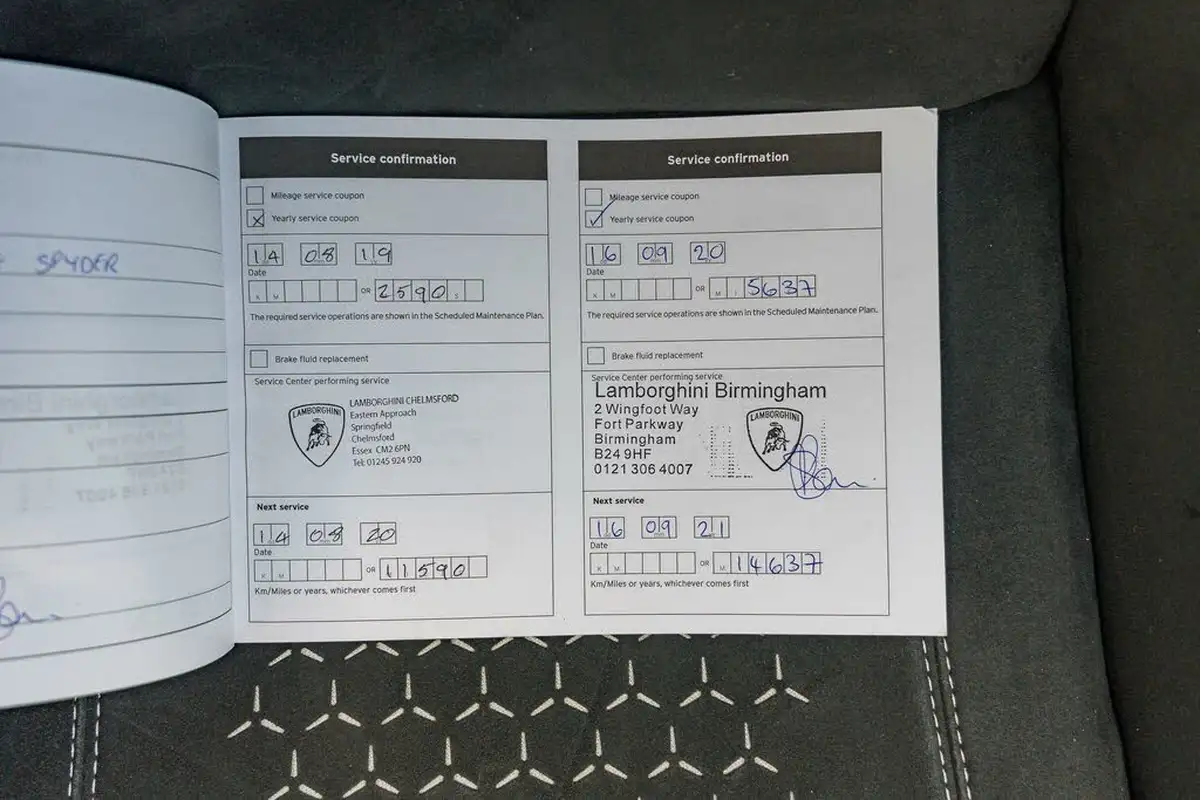 SPYDER
Service confirmation
Mileage service coupon
Yearly service coupon
14 08 19
Date
K M OR 2590 S
The required service operations are shown in the Scheduled Maintenance Plan.
Brake fluid replacement
Service Center performing service
LAMBORGHINI
LAMBORGHINI CHELMSFORD
Eastern Approach
Springfield
Chelmsford
Essex CM2 6PN
Tel: 01245 924 920
Next service
14 08 20
Date
K M OR 11590
Km/Miles or years, whichever comes first
Service confirmation
Mileage service coupon
Yearly service coupon
16 09 20
Date
K M OR M I 5637
The required service operations are shown in the Scheduled Maintenance Plan.
Brake fluid replacement
Service Center performing service
Lamborghini Birmingham
2 Wingfoot Way
Fort Parkway
Birmingham
B24 9HF
0121 306 4007
LAMBORGHINI
Next service
16 09 21
Date
K M OR M 14637
Km/Miles or years, whichever comes first